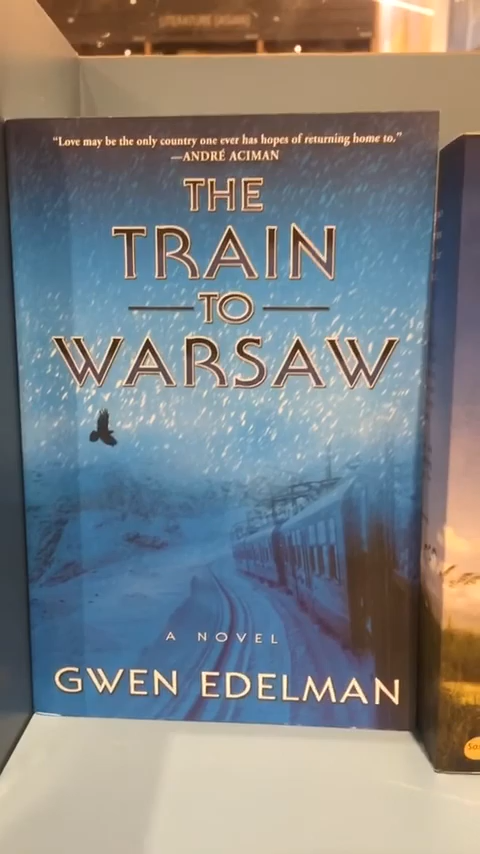 LITERATURE
"Love may be the only country one ever has hopes of returning home to."
—ANDRÉ ACIMAN
THE
TRAIN
TO
WARSAW
A NOVEL
GWEN EDELMAN